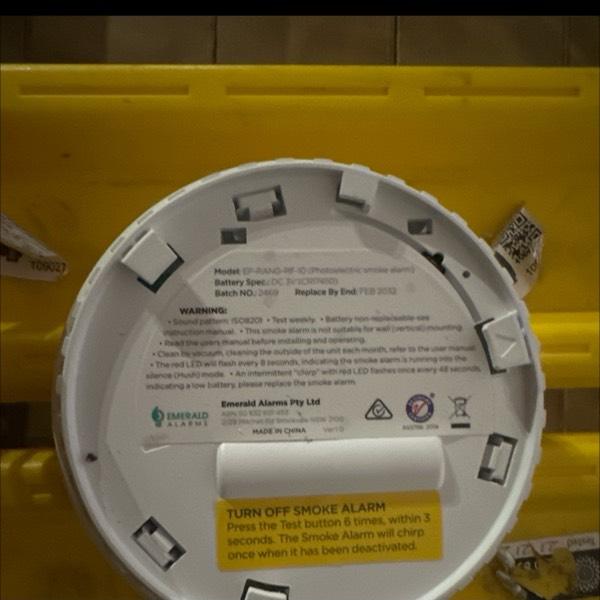 Model: EP-RANG-RF-10 (Photoelectric smoke alarm)
Battery Spec.: DC 3V
Batch NO.: 2469 Replace By End: FEB 2032
WARNING:
• Sound pattern: ISO8201 • Test weekly. • Battery non-replaceable-see
instruction manual. • This smoke alarm is not suitable for wall (vertical) mounting.
• Read the users manual before installing and operating.
• Clean by vacuum, cleaning the outside of the unit each month, refer to the user manual.
• The red LED will flash every 8 seconds, indicating the smoke alarm is running into the
silence (Hush) mode. • An intermittent "chirp" with red LED flashes once every 48 seconds,
indicating a low battery, please replace the smoke alarm.
Emerald Alarms Pty Ltd
EMERALD
ALARMS
MADE IN CHINA Ver1.0
TURN OFF SMOKE ALARM
Press the Test button 6 times, within 3
seconds. The Smoke Alarm will chirp
once when it has been deactivated.
T09027
Tested